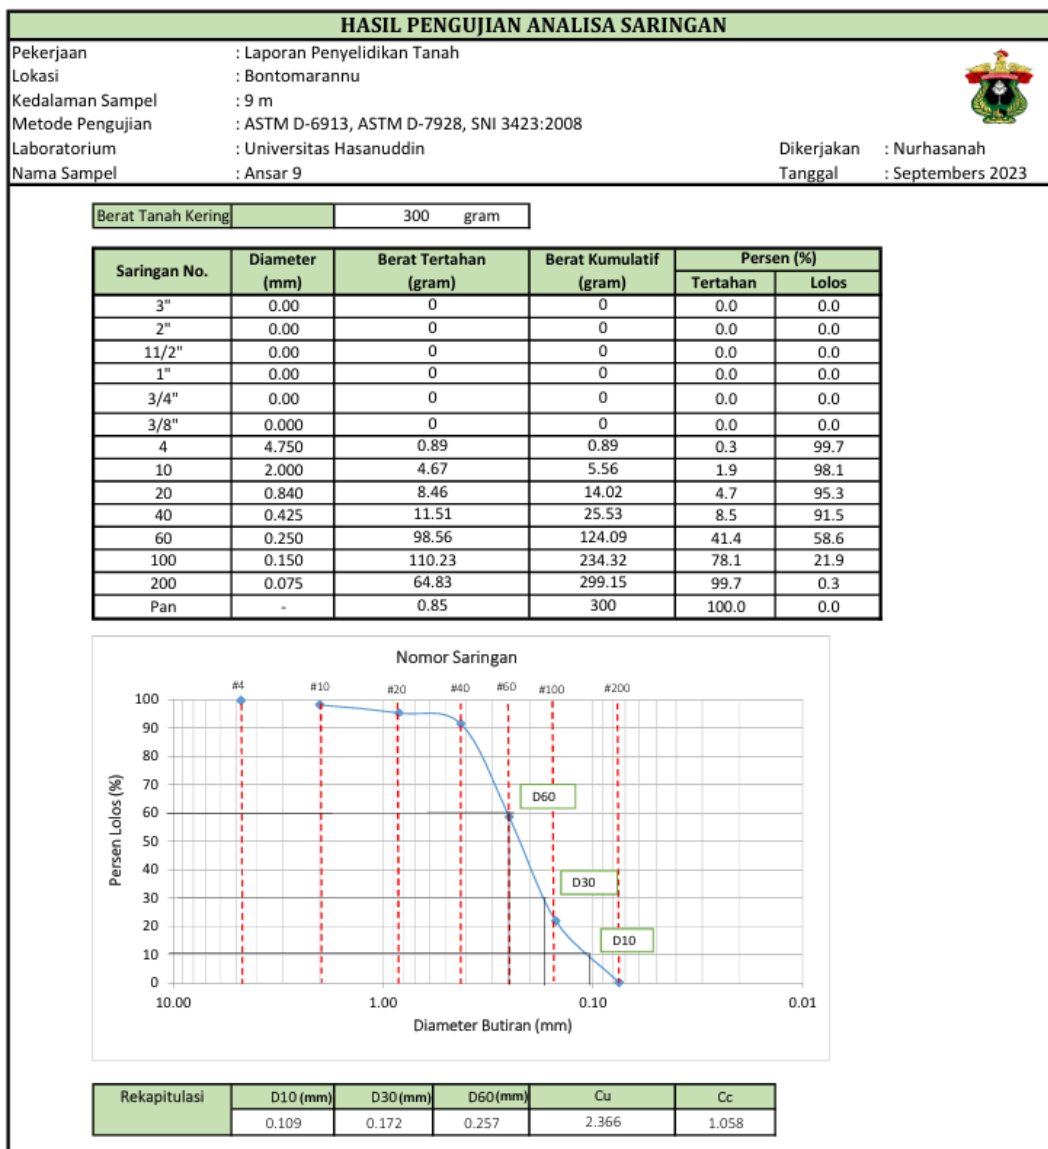 HASIL PENGUJIAN ANALISA SARINGAN
Pekerjaan : Laporan Penyelidikan Tanah
Lokasi : Bontomarannu
Kedalaman Sampel : 9 m
Metode Pengujian : ASTM D-6913, ASTM D-7928, SNI 3423:2008
Laboratorium : Universitas Hasanuddin Dikerjakan : Nurhasanah
Nama Sampel : Ansar 9 Tanggal : Septembers 2023
Berat Tanah Kering 300 gram
Saringan No. Diameter (mm) Berat Tertahan (gram) Berat Kumulatif (gram) Persen (%)
Tertahan Lolos
3" 0.00 0 0 0.0 0.0
2" 0.00 0 0 0.0 0.0
11/2" 0.00 0 0 0.0 0.0
1" 0.00 0 0 0.0 0.0
3/4" 0.00 0 0 0.0 0.0
3/8" 0.000 0 0 0.0 0.0
4 4.750 0.89 0.89 0.3 99.7
10 2.000 4.67 5.56 1.9 98.1
20 0.840 8.46 14.02 4.7 95.3
40 0.425 11.51 25.53 8.5 91.5
60 0.250 98.56 124.09 41.4 58.6
100 0.150 110.23 234.32 78.1 21.9
200 0.075 64.83 299.15 99.7 0.3
Pan - 0.85 300 100.0 0.0
Nomor Saringan
#4 #10 #20 #40 #60 #100 #200
100
90
80
70
60
50
40
30
20
10
0
Persen Lolos (%)
D60
D30
D10
10.00 1.00 0.10 0.01
Diameter Butiran (mm)
Rekapitulasi D10 (mm) D30 (mm) D60 (mm) Cu Cc
0.109 0.172 0.257 2.366 1.058